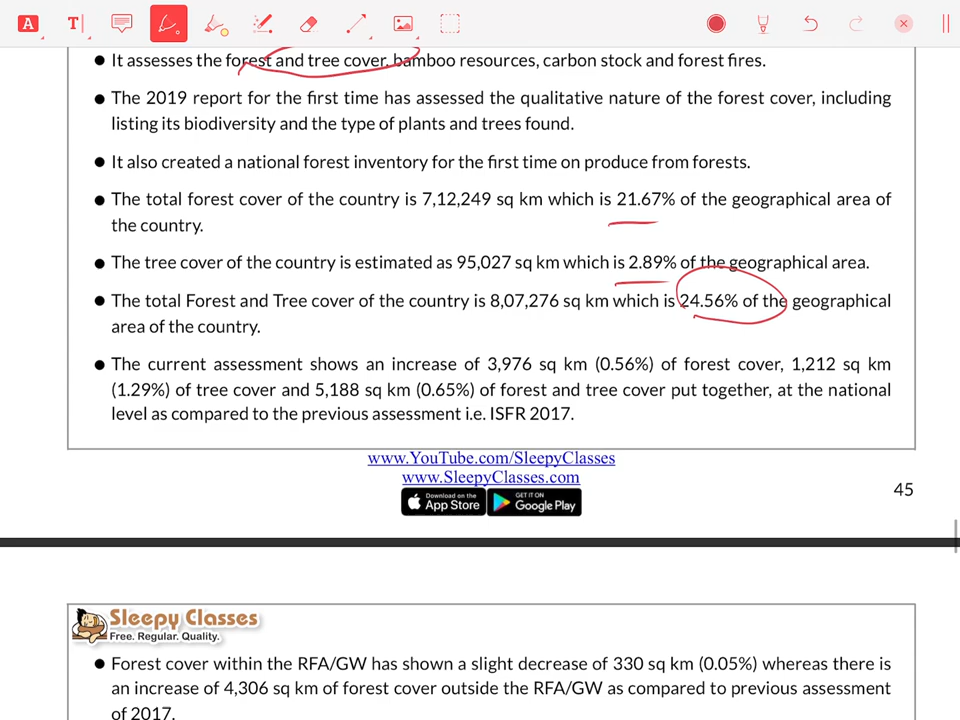 A T
● It assesses the forest and tree cover, bamboo resources, carbon stock and forest fires.
● The 2019 report for the first time has assessed the qualitative nature of the forest cover, including
listing its biodiversity and the type of plants and trees found.
● It also created a national forest inventory for the first time on produce from forests.
● The total forest cover of the country is 7,12,249 sq km which is 21.67% of the geographical area of
the country.
● The tree cover of the country is estimated as 95,027 sq km which is 2.89% of the geographical area.
● The total Forest and Tree cover of the country is 8,07,276 sq km which is 24.56% of the geographical
area of the country.
● The current assessment shows an increase of 3,976 sq km (0.56%) of forest cover, 1,212 sq km
(1.29%) of tree cover and 5,188 sq km (0.65%) of forest and tree cover put together, at the national
level as compared to the previous assessment i.e. ISFR 2017.
www.YouTube.com/SleepyClasses
www.SleepyClasses.com
Download on the App Store GET IT ON Google Play
45
Sleepy Classes
Free. Regular. Quality.
● Forest cover within the RFA/GW has shown a slight decrease of 330 sq km (0.05%) whereas there is
an increase of 4,306 sq km of forest cover outside the RFA/GW as compared to previous assessment
of 2017.